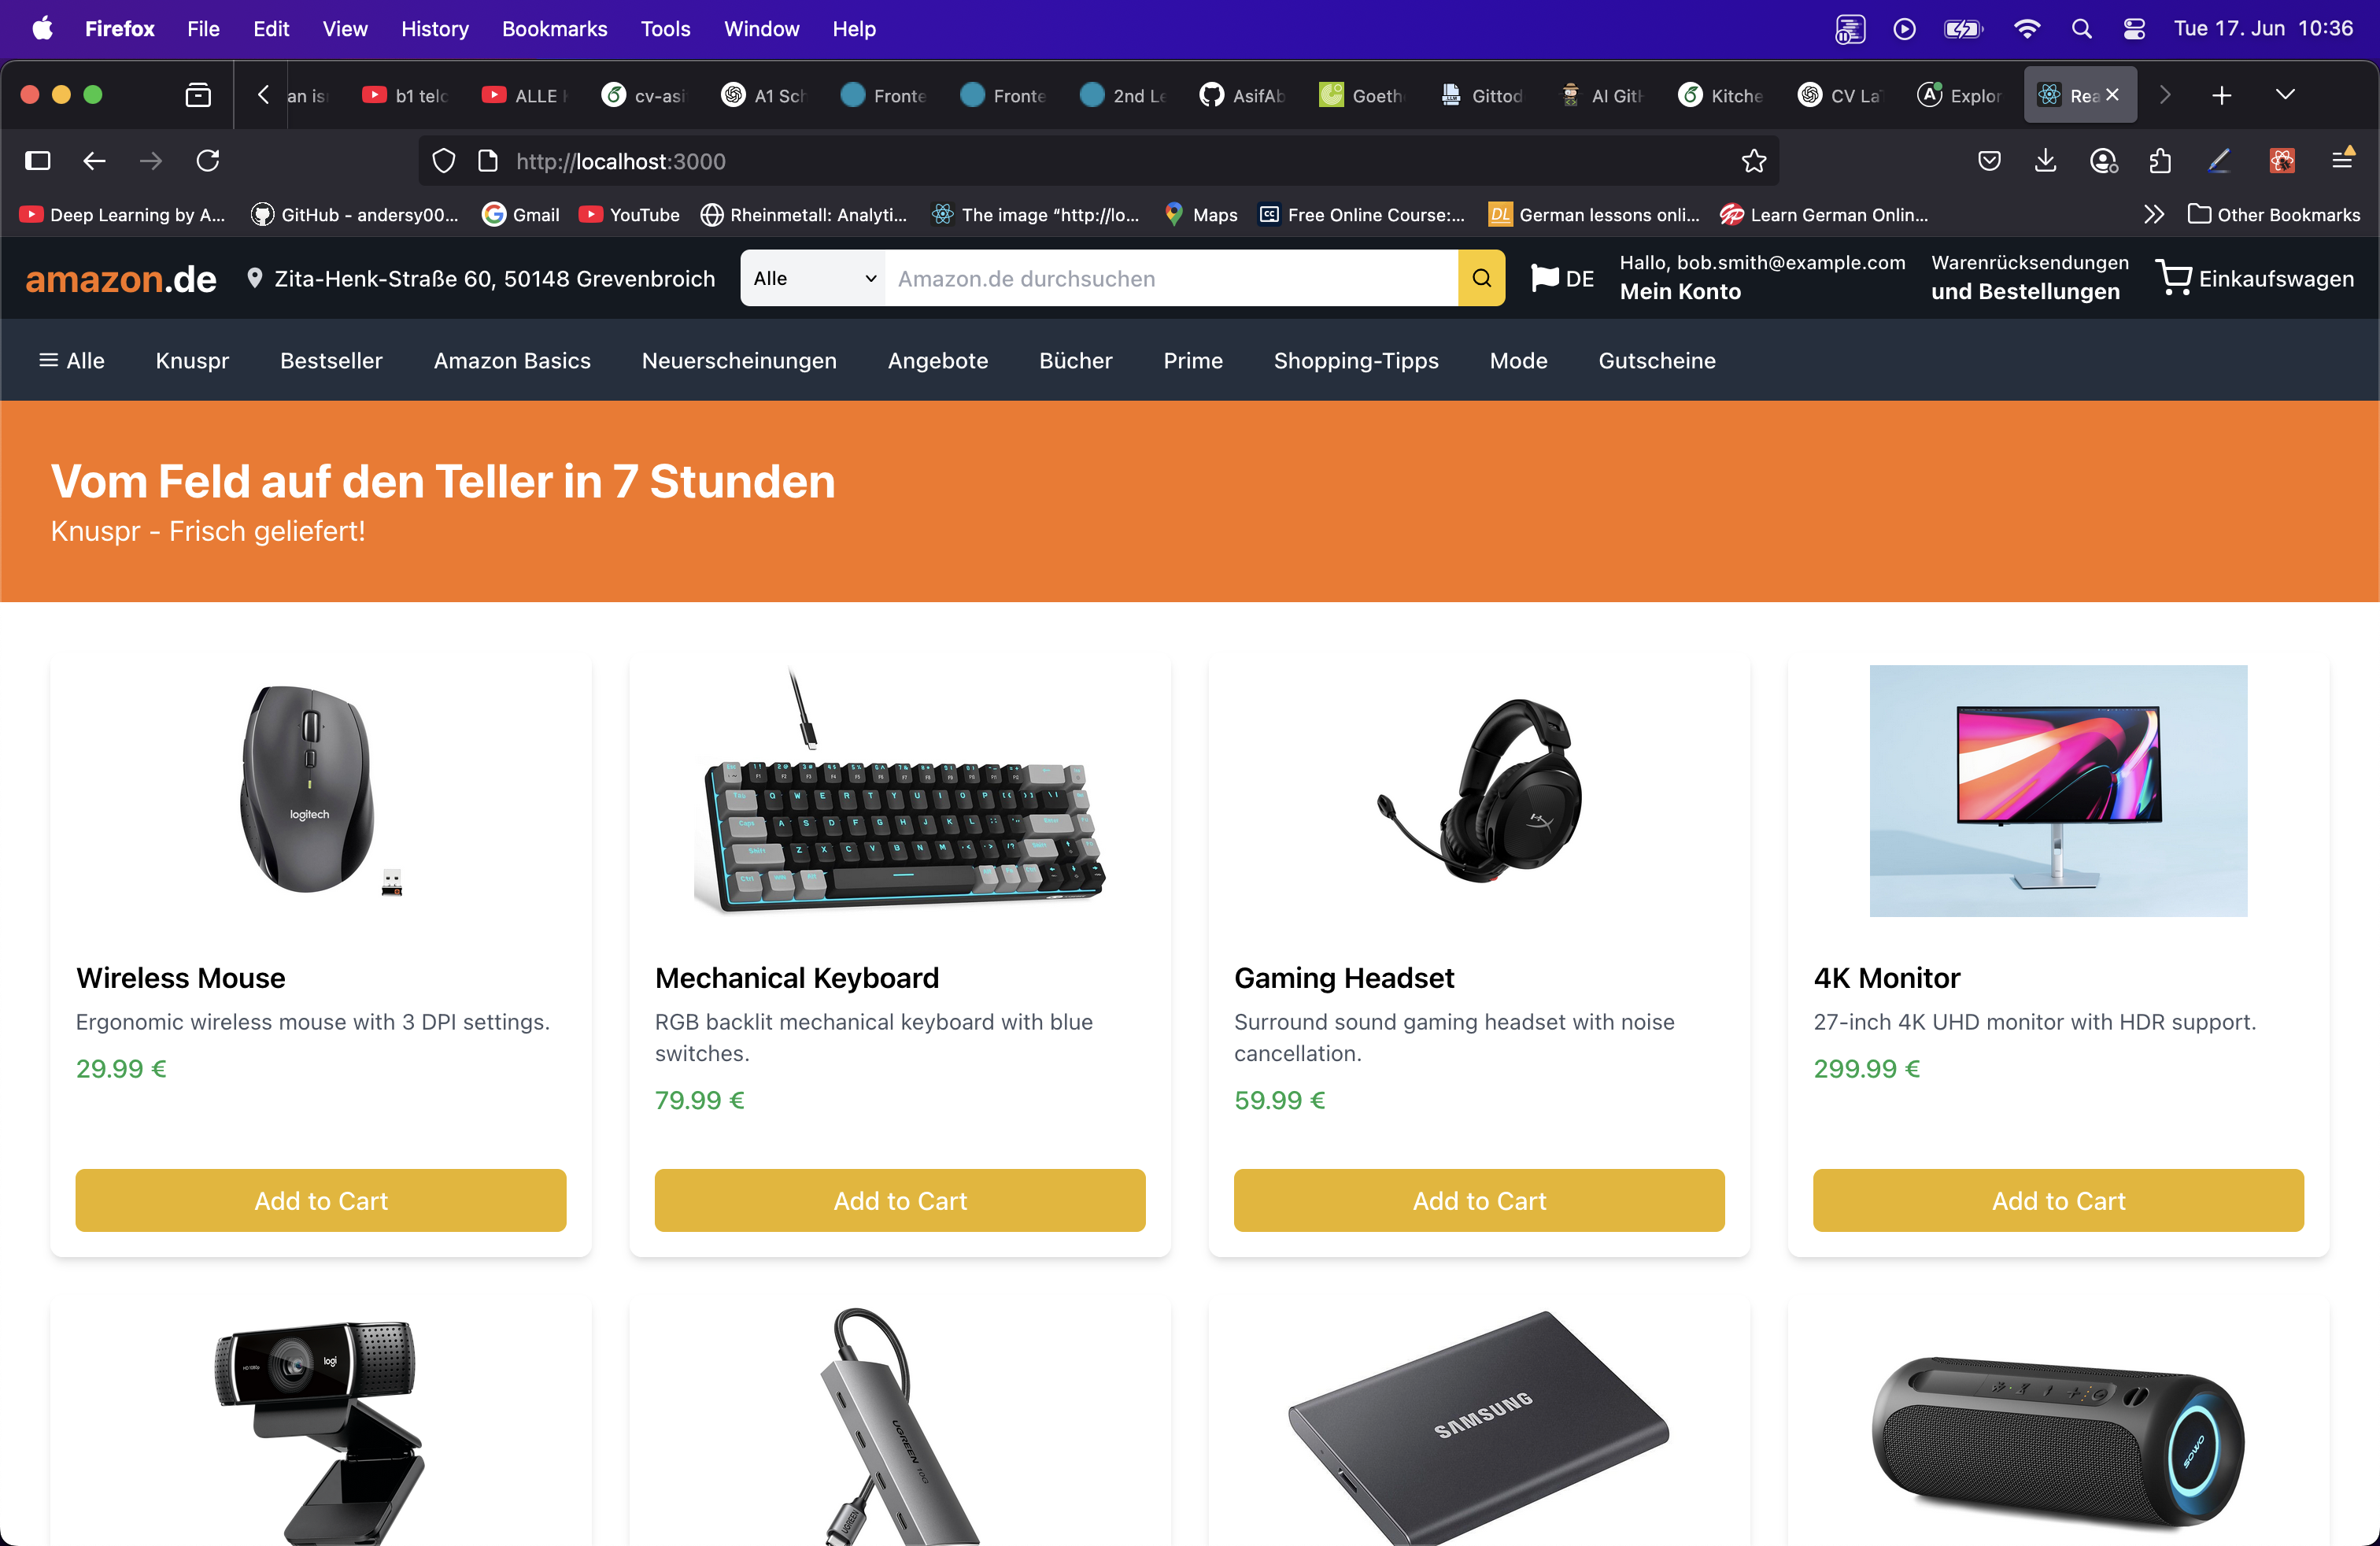 Firefox File Edit View History Bookmarks Tools Window Help Tue 17. Jun 10:36
an is b1 telc ALLE cv-asi A1 Sch Fronte Fronte 2nd Le AsifAb Goeth Gittod AI Gith Kitche CV La Explor Rea
http://localhost:3000
Deep Learning by A... GitHub - andersy00... Gmail YouTube Rheinmetall: Analyti... The image “http://lo... Maps Free Online Course:... German lessons onli... Learn German Onlin... Other Bookmarks
amazon.de Zita-Henk-Straße 60, 50148 Grevenbroich Alle Amazon.de durchsuchen DE
Hallo, bob.smith@example.com
Mein Konto
Warenrücksendungen
und Bestellungen
Einkaufswagen
Alle Knuspr Bestseller Amazon Basics Neuerscheinungen Angebote Bücher Prime Shopping-Tipps Mode Gutscheine
Vom Feld auf den Teller in 7 Stunden
Knuspr - Frisch geliefert!
logitech
Wireless Mouse
Ergonomic wireless mouse with 3 DPI settings.
29.99 €
Add to Cart
Mechanical Keyboard
RGB backlit mechanical keyboard with blue
switches.
79.99 €
Add to Cart
HX
Gaming Headset
Surround sound gaming headset with noise
cancellation.
59.99 €
Add to Cart
4K Monitor
27-inch 4K UHD monitor with HDR support.
299.99 €
Add to Cart
logi
UGREEN 10G
UGREEN
SAMSUNG
SOWO